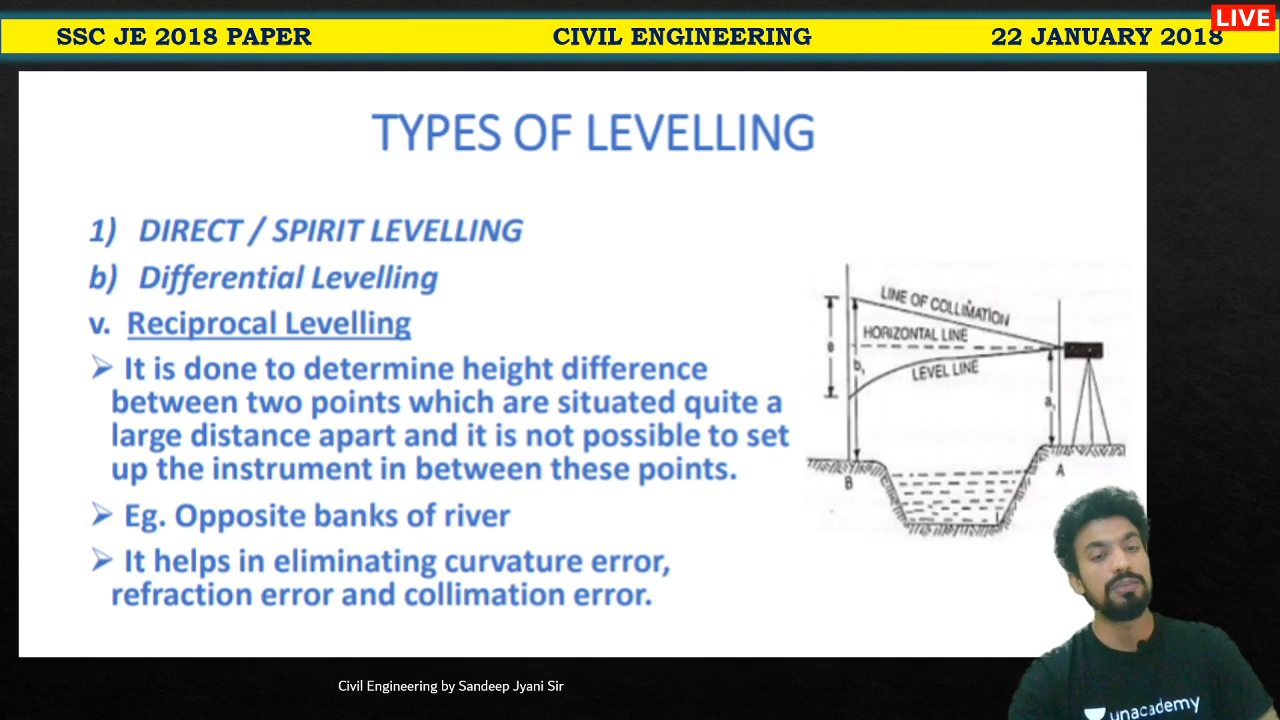 LIVE
SSC JE 2018 PAPER CIVIL ENGINEERING 22 JANUARY 2018
TYPES OF LEVELLING
1) DIRECT / SPIRIT LEVELLING
b) Differential Levelling
v. Reciprocal Levelling
➢ It is done to determine height difference
between two points which are situated quite a
large distance apart and it is not possible to set
up the instrument in between these points.
➢ Eg. Opposite banks of river
➢ It helps in eliminating curvature error,
refraction error and collimation error.
LINE OF COLLIMATION
HORIZONTAL LINE
LEVEL LINE
e
b₁
a₁
B
A
Civil Engineering by Sandeep Jyani Sir
unacademy